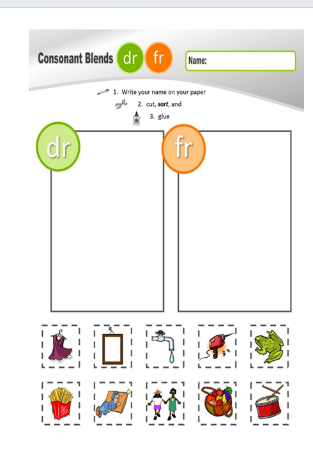 Consonant Blends dr fr Name:
1. Write your name on your paper
2. cut, sort, and
3. glue
dr fr